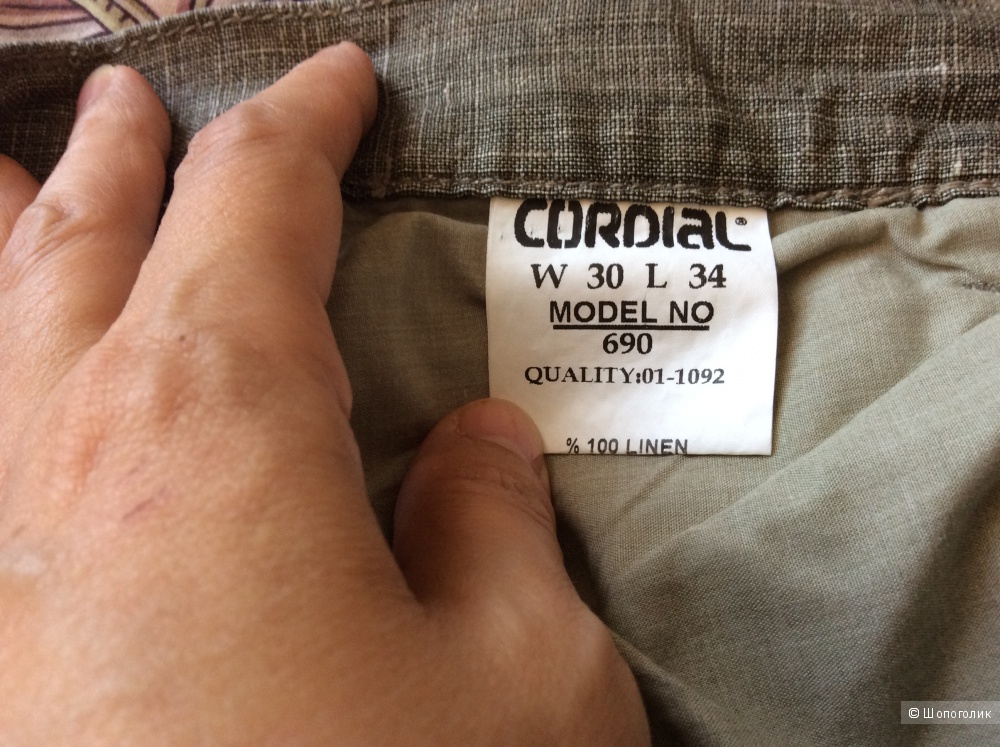 CORDIAL®
W 30 L 34
MODEL NO
690
QUALITY:01-1092
% 100 LINEN
© Шопоголик